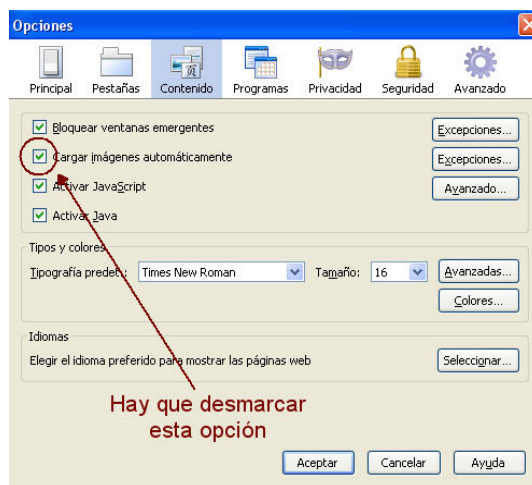 Opciones
Principal Pestañas Contenido Programas Privacidad Seguridad Avanzado
Bloquear ventanas emergentes Excepciones...
Cargar imágenes automáticamente Excepciones...
Activar JavaScript Avanzado...
Activar Java
Tipos y colores
Tipografía predet.: Times New Roman Tamaño: 16 Avanzadas...
Colores...
Idiomas
Elegir el idioma preferido para mostrar las páginas web Seleccionar...
Hay que desmarcar
esta opción
Aceptar Cancelar Ayuda